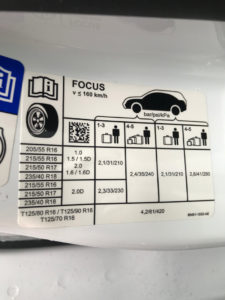 FOCUS
v ≤ 160 km/h
bar/psi/kPa
1-3 4-5 1-3 4-5
205/55 R16 1.0
215/55 R16 1.5 / 1.5D
215/50 R17 2.0
235/40 R18 1.5 / 1.6D
2,1/31/210 2,4/35/240 2,1/31/210 2,8/41/280
215/55 R16
215/50 R17 2.0D
235/40 R18
2,3/33/230
T125/80 R16 / T125/90 R16
T125/70 R16
4,2/61/420